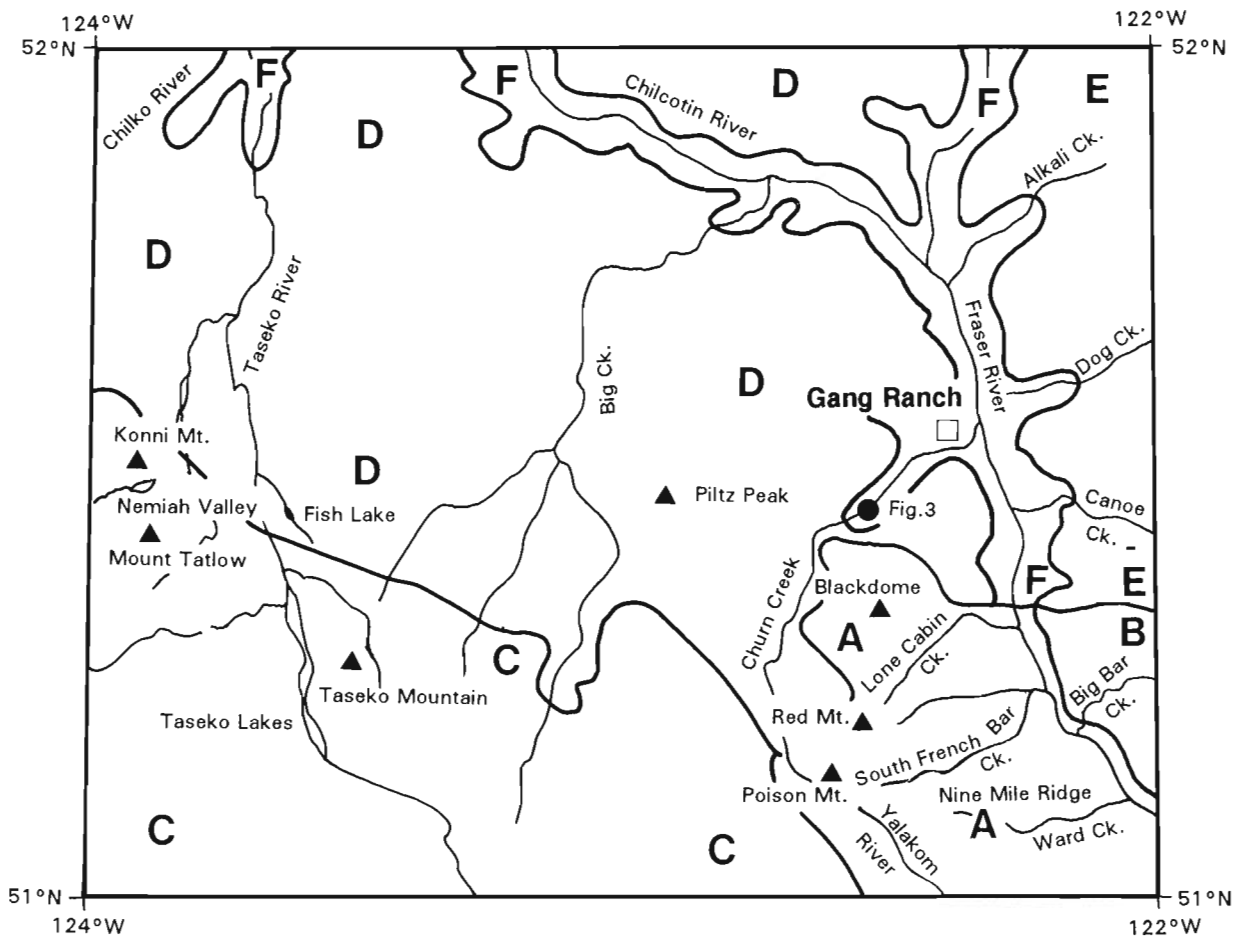 124°W
122°W
52°N
52°N
F
F
D
F
E
Chilko River
Chilcotin River
D
Alkali Ck.
D
Taseko River
Fraser River
Dog Ck.
Big Ck.
D
Gang Ranch
Konni Mt.
D
Piltz Peak
Nemiah Valley
Fish Lake
Fig.3
Canoe
Ck.
Mount Tatlow
Churn Creek
Blackdome
F
E
A
B
Lone Cabin
Ck.
C
Taseko Mountain
Big Bar
Ck.
Taseko Lakes
Red Mt.
South French Bar
Ck.
Poison Mt.
Nine Mile Ridge
C
C
Yalakom
River
A
Ward Ck.
51°N
51°N
124°W
122°W